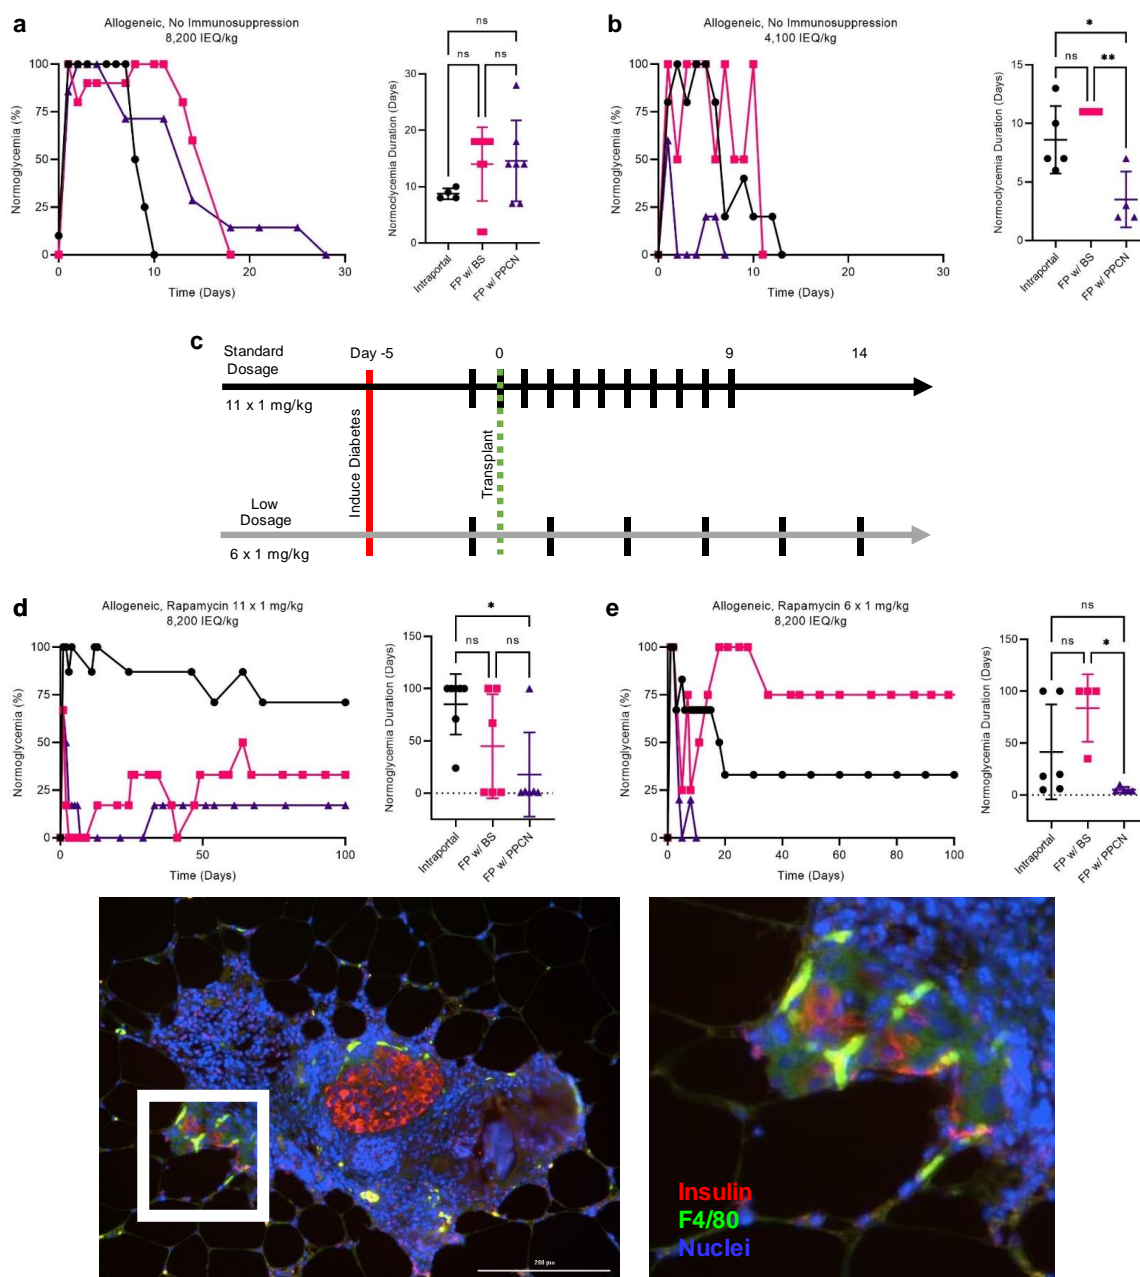 a
Allogeneic, No Immunosuppression
8,200 IEQ/kg
Normoglycemia (%)
100
75
50
25
0
0
10
20
30
Time (Days)
ns
ns
ns
Normoglycemia Duration (Days)
30
20
10
0
Intraportal
FP w/ BS
FP w/ PPCN
b
Allogeneic, No Immunosuppression
4,100 IEQ/kg
Normoglycemia (%)
100
75
50
25
0
0
10
20
30
Time (Days)
*
ns
**
Normoclycemia Duration (Days)
15
10
5
0
Intraportal
FP w/ BS
FP w/ PPCN
c
Standard
Dosage
11 x 1 mg/kg
Day -5
0
9
14
Induce Diabetes
Transplant
Low
Dosage
6 x 1 mg/kg
d
Allogeneic, Rapamycin 11 x 1 mg/kg
8,200 IEQ/kg
Normoglycemia (%)
100
75
50
25
0
0
50
100
Time (Days)
*
ns
ns
Normoglycemia Duration (Days)
150
100
50
0
Intraportal
FP w/ BS
FP w/ PPCN
e
Allogeneic, Rapamycin 6 x 1 mg/kg
8,200 IEQ/kg
Normoglycemia (%)
100
75
50
25
0
0
20
40
60
80
100
Time (Days)
ns
ns
*
Normoglycemia Duration (Days)
150
100
50
0
Intraportal
FP w/ BS
FP w/ PPCN
200 µm
Insulin
F4/80
Nuclei